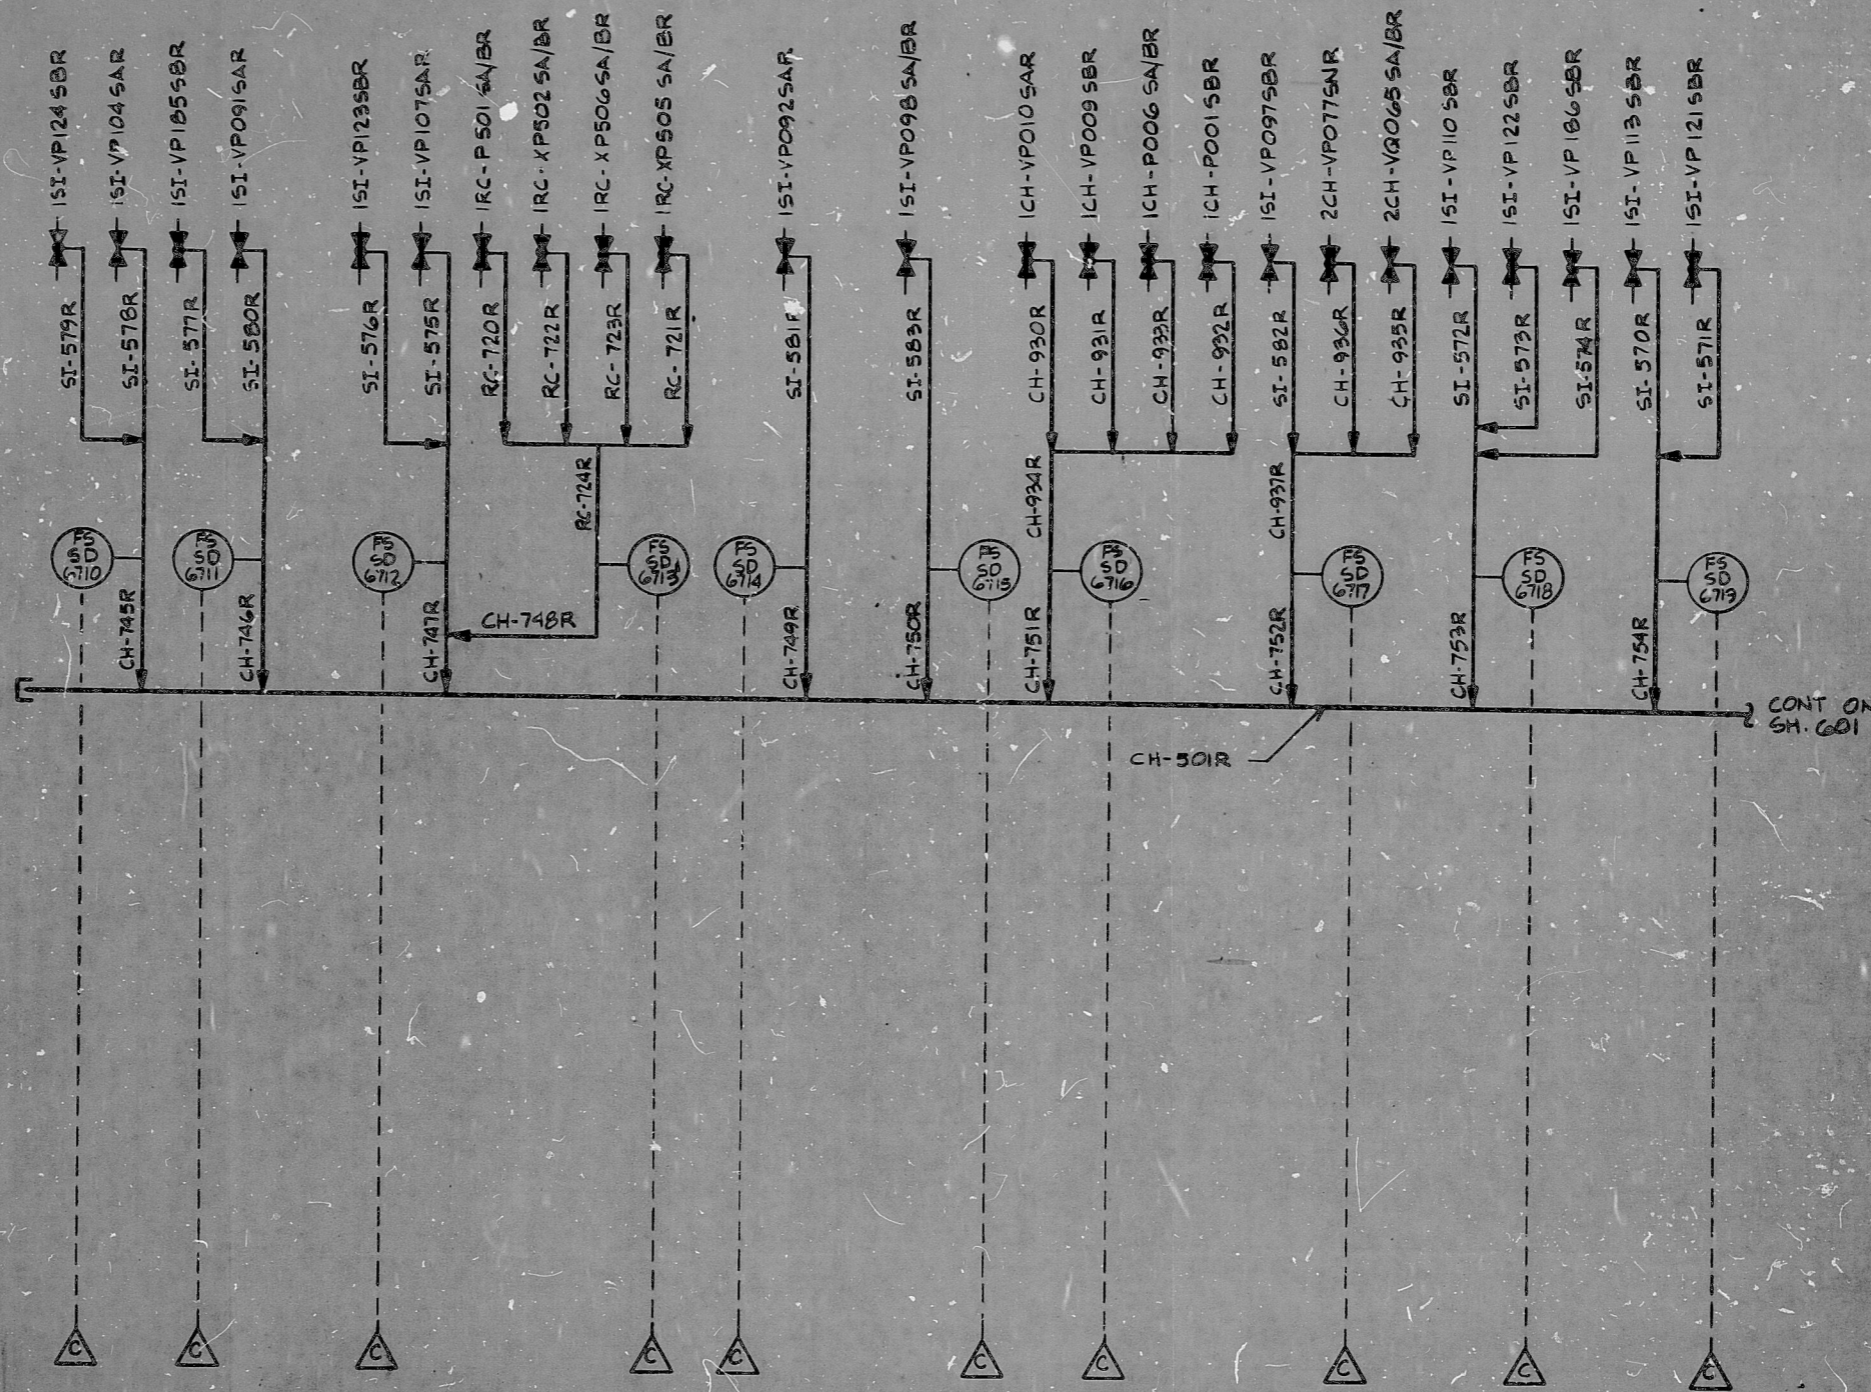 1SI-VP124SBR
1SI-VP104SAR
1SI-VP185SBR
1SI-VP091SAR
1SI-VP123SBR
1SI-VP107SAR
1RC-P501 SA/BR
1RC-XP502 SA/BR
1RC-XP506 SA/BR
1RC-XP505 SA/BR
1SI-VP092SAR
1SI-VP098 SA/BR
1CH-VP010 SAR
1CH-VP009 SBR
1CH-P006 SA/BR
1CH-P001 SBR
1SI-VP097SBR
2CH-VP077SNR
2CH-VQ065 SA/BR
1SI-VP110 SBR
1SI-VP122SBR
1SI-VP186SBR
1SI-VP113SBR
1SI-VP121SBR
SI-579R
SI-578R
SI-577R
SI-580R
SI-576R
SI-575R
RC-720R
RC-722R
RC-723R
RC-721R
SI-581R
SI-583R
CH-930R
CH-931R
CH-933R
CH-932R
SI-582R
CH-936R
CH-935R
SI-572R
SI-573R
SI-574R
SI-570R
SI-571R
RC-724R
CH-934R
CH-937R
FS
SD
6710
FS
SD
6711
FS
SD
6712
FS
SD
6713
FS
SD
6714
FS
SD
6715
FS
SD
6716
FS
SD
6717
FS
SD
6718
FS
SD
6719
CH-745R
CH-746R
CH-747R
CH-748R
CH-749R
CH-750R
CH-751R
CH-752R
CH-753R
CH-754R
CONT ON
SH. 601
CH-501R
C
C
C
C
C
C
C
C
C
C